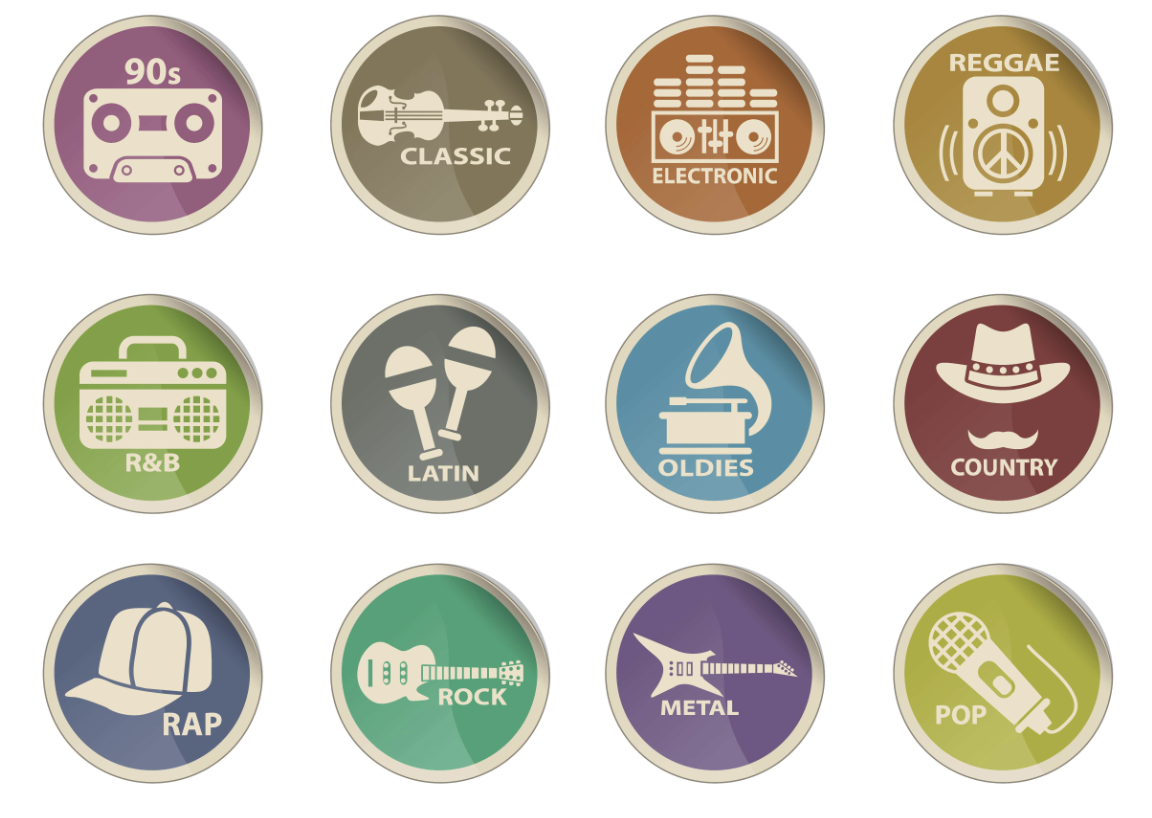 90s
CLASSIC
ELECTRONIC
REGGAE
R&B
LATIN
OLDIES
COUNTRY
RAP
ROCK
METAL
POP